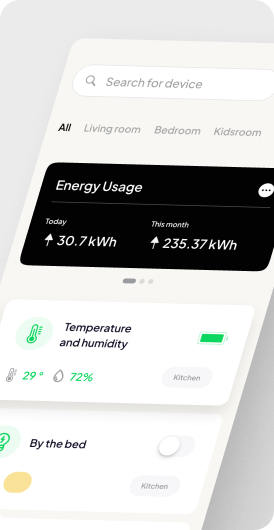 Search for device
All Living room Bedroom Kidsroom
Energy Usage
Today This month
30.7 kWh 235.37 kWh
Temperature
and humidity
29° 72% Kitchen
By the bed
Kitchen